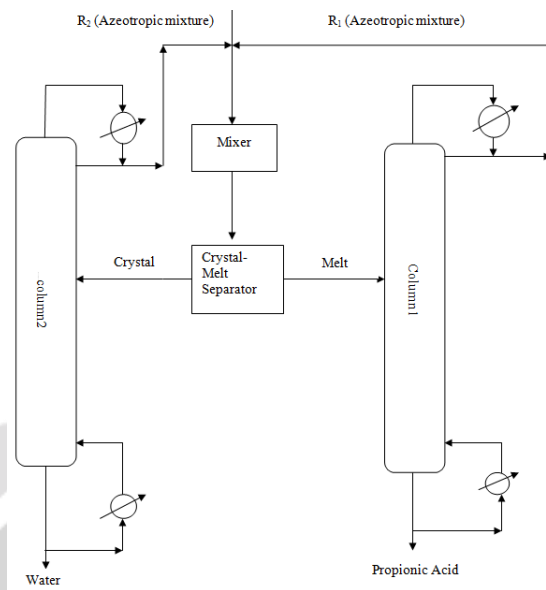 R₂ (Azeotropic mixture)
R₁ (Azeotropic mixture)
Mixer
Crystal
Crystal-
Melt
Separator
Melt
column2
Column1
Water
Propionic Acid